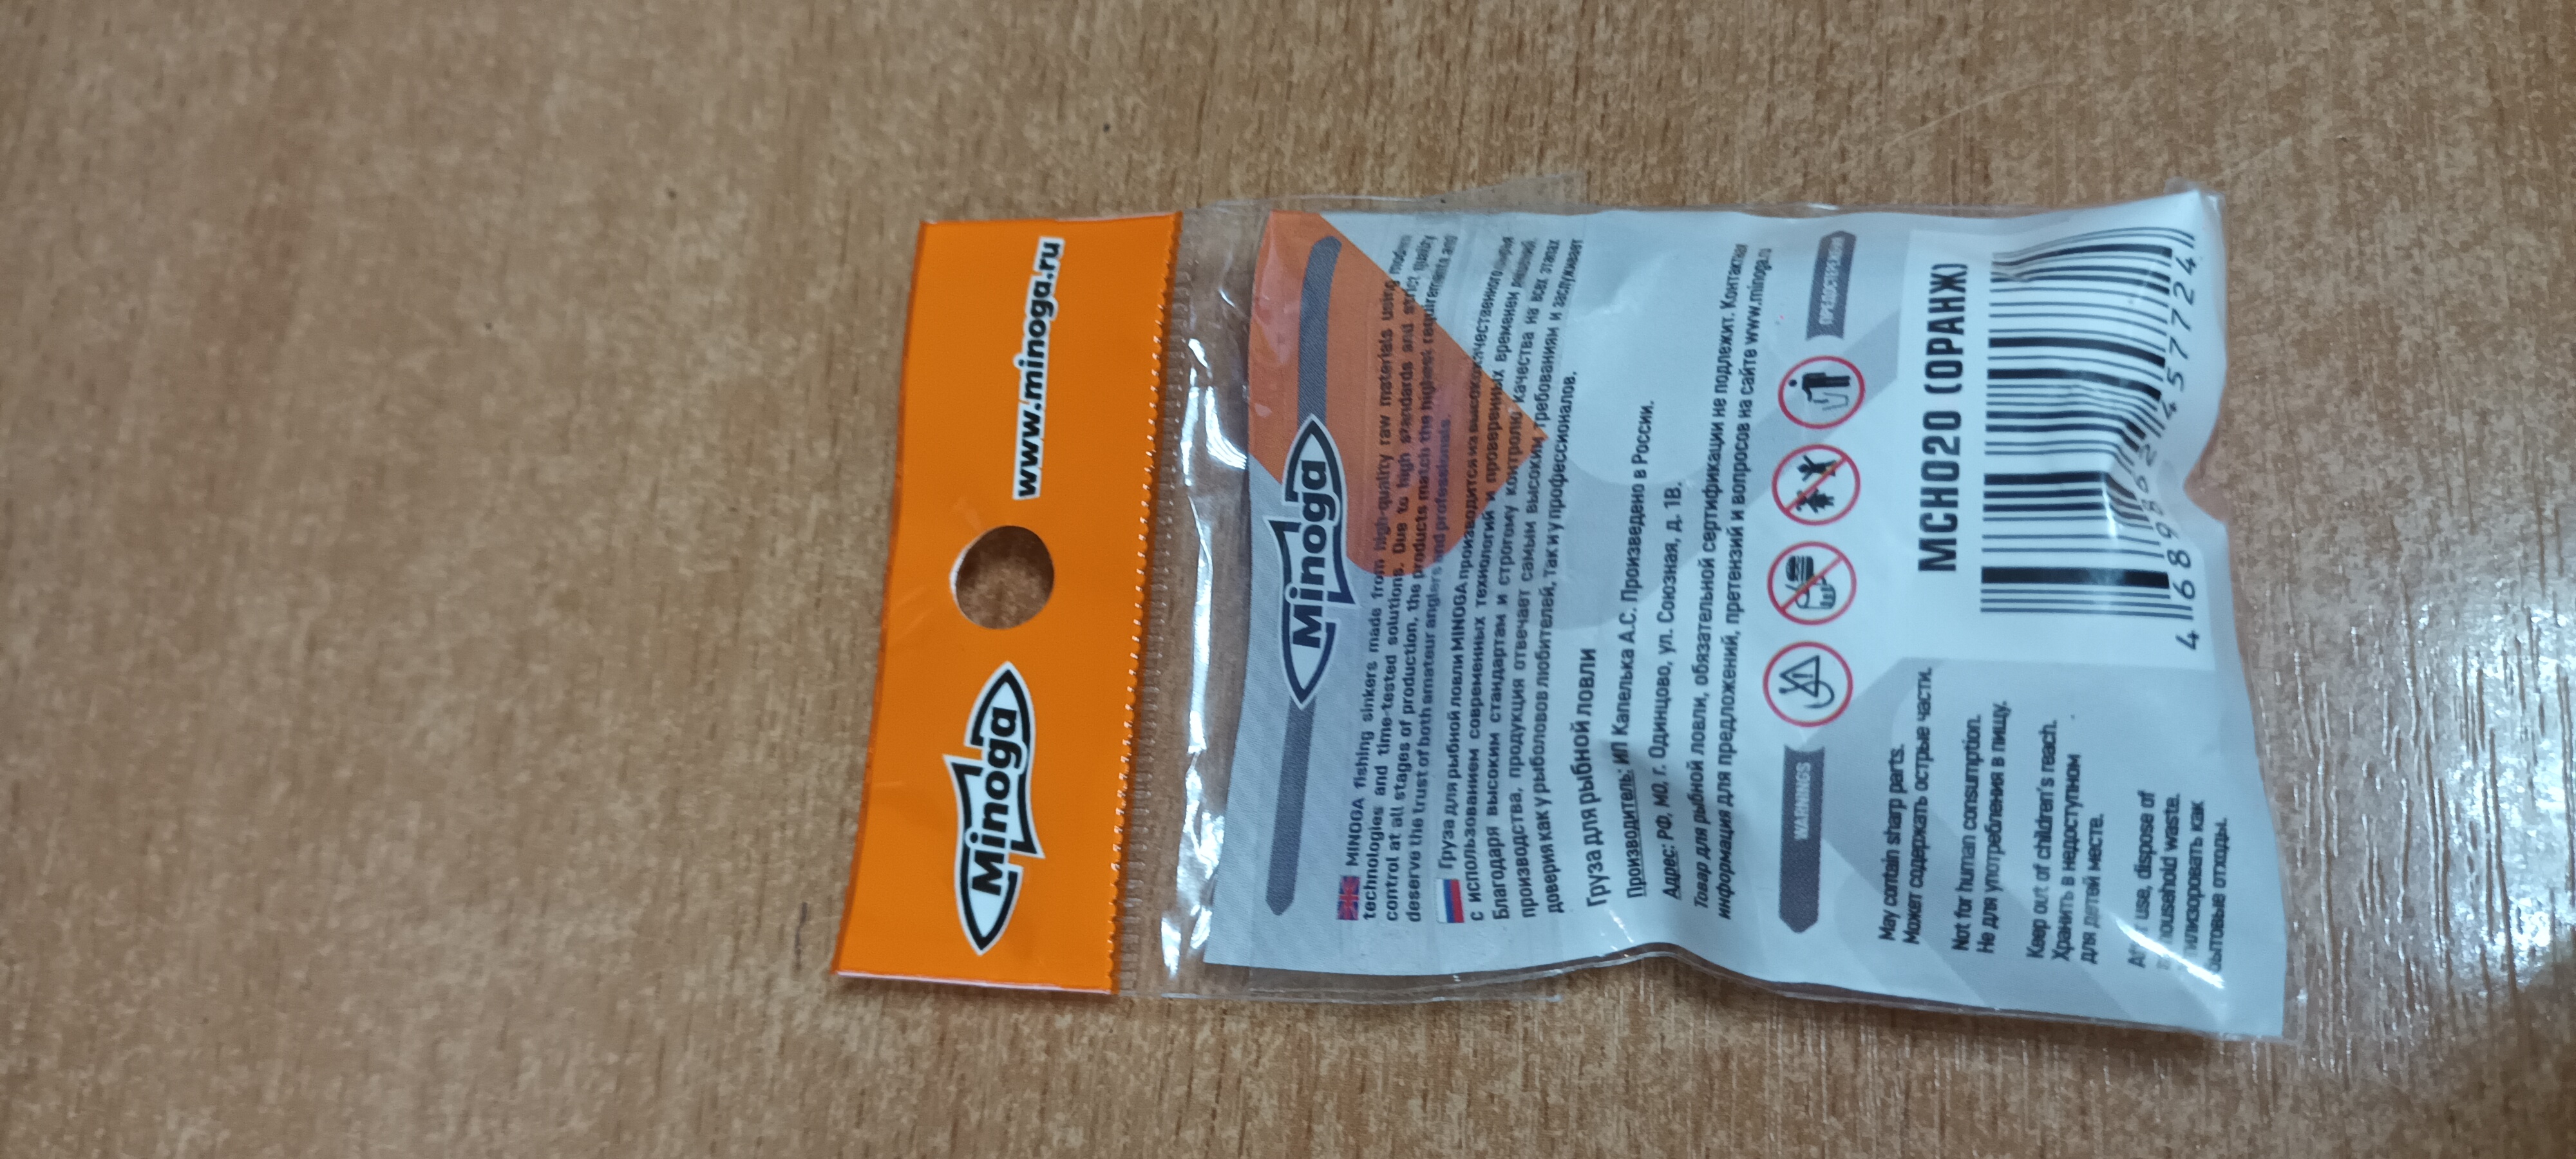 Minoga
www.minoga.ru
Minoga
MINOGA fishing sinkers made from high-quality raw materials using modern
technologies and time-tested solutions. Due to high standards and strict quality
control at all stages of production, the products match the highest requirements and
deserve the trust of both amateur anglers and professionals.
Груза для рыбной ловли MINOGA производится из высококачественного сырья
с использованием современных технологий и проверенных временем решений.
Благодаря высоким стандартам и строгому контролю качества на всех этапах
производства, продукция отвечает самым высоким требованиям и заслуживает
доверия как у рыболовов любителей, так и у профессионалов.
Груза для рыбной ловли
Производитель: ИП Капелька А.С. Произведено в России.
Адрес: РФ, МО, г. Одинцово, ул. Союзная, д. 1В.
Товар для рыбной ловли, обязательной сертификации не подлежит. Контактная
информация для предложений, претензий и вопросов на сайте www.minoga.ru
WARNINGS
ПРЕДОСТЕРЕЖЕНИЯ
May contain sharp parts.
Может содержать острые части.
Not for human consumption.
Не для употребления в пищу.
Keep out of children's reach.
Хранить в недоступном
для детей месте.
use, dispose of
household waste.
бытовые отходы.
МСН020 (ОРАНЖ)